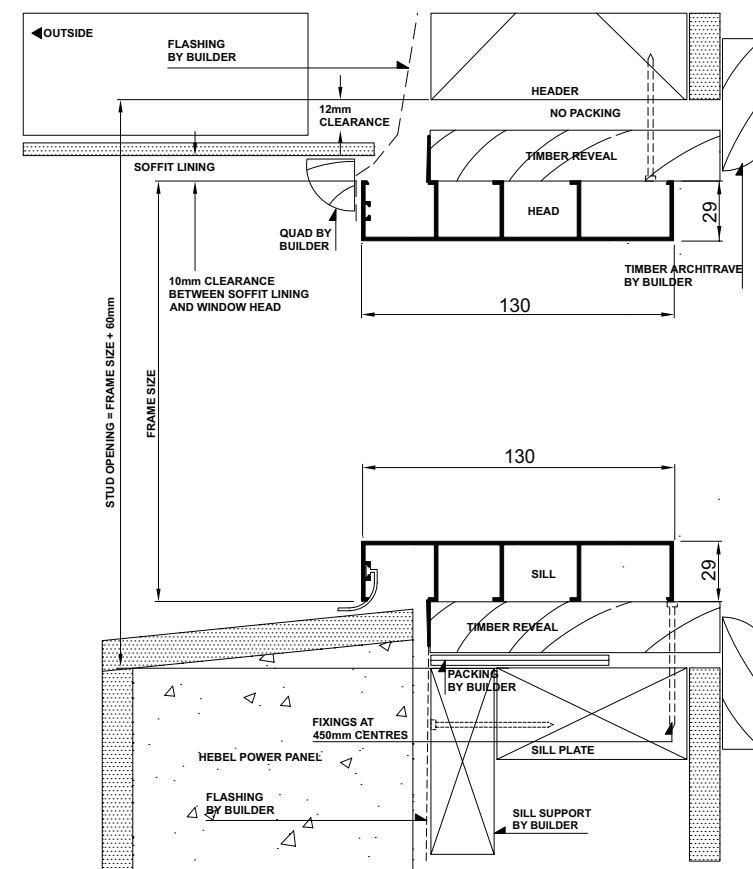 OUTSIDE
FLASHING
BY BUILDER
HEADER
12mm
CLEARANCE
NO PACKING
TIMBER REVEAL
SOFFIT LINING
HEAD
29
QUAD BY
BUILDER
10mm CLEARANCE
BETWEEN SOFFIT LINING
AND WINDOW HEAD
TIMBER ARCHITRAVE
BY BUILDER
130
STUD OPENING = FRAME SIZE + 60mm
FRAME SIZE
130
SILL
29
TIMBER REVEAL
PACKING
BY BUILDER
FIXINGS AT
450mm CENTRES
HEBEL POWER PANEL
SILL PLATE
FLASHING
BY BUILDER
SILL SUPPORT
BY BUILDER